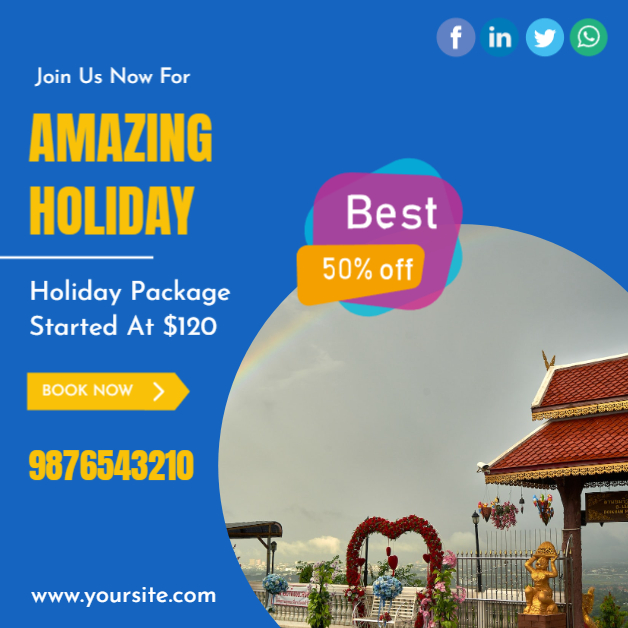 Join Us Now For
AMAZING
HOLIDAY
Best
50% off
Holiday Package
Started At $120
BOOK NOW
9876543210
www.yoursite.com